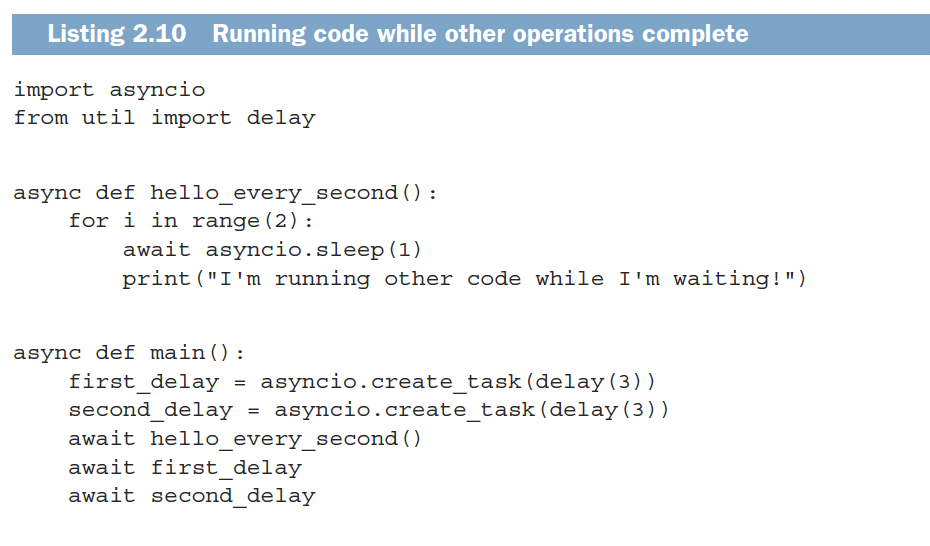 Listing 2.10 Running code while other operations complete
import asyncio
from util import delay
async def hello_every_second():
    for i in range(2):
        await asyncio.sleep(1)
        print("I'm running other code while I'm waiting!")
async def main():
    first_delay = asyncio.create_task(delay(3))
    second_delay = asyncio.create_task(delay(3))
    await hello_every_second()
    await first_delay
    await second_delay